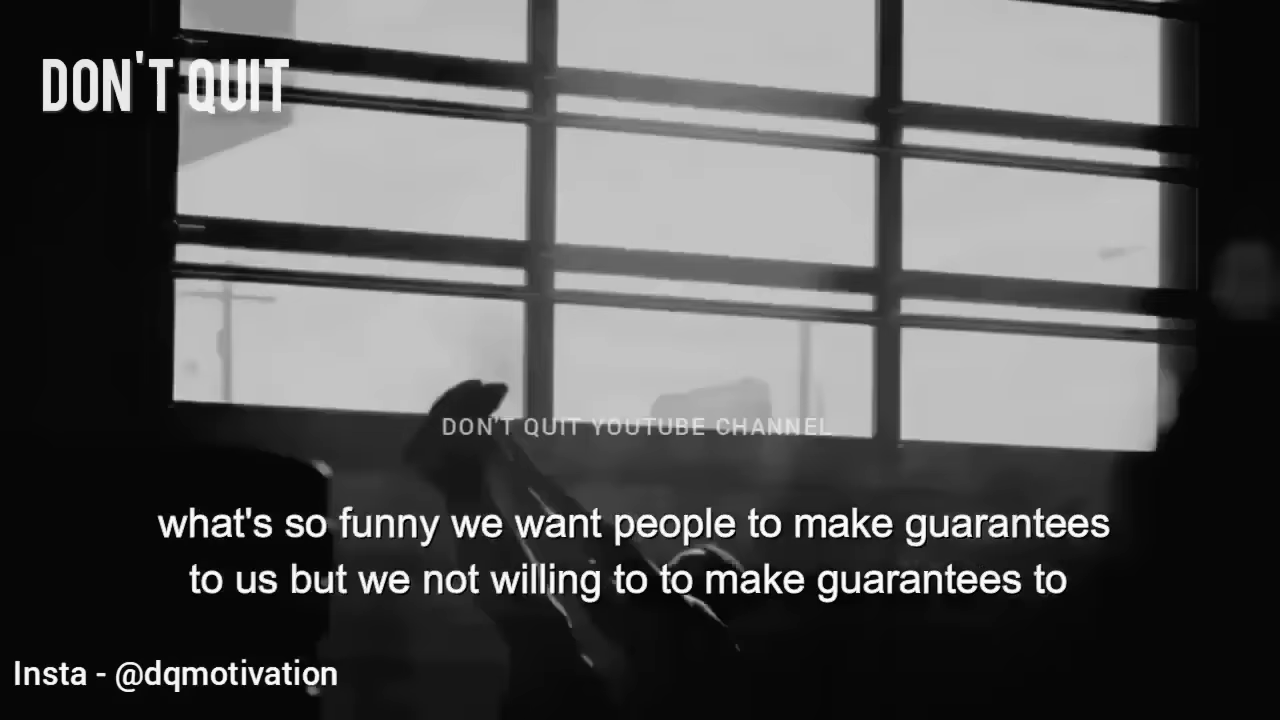 DON'T QUIT
DON'T QUIT YOUTUBE CHANNEL
what's so funny we want people to make guarantees
to us but we not willing to to make guarantees to
Insta - @dqmotivation